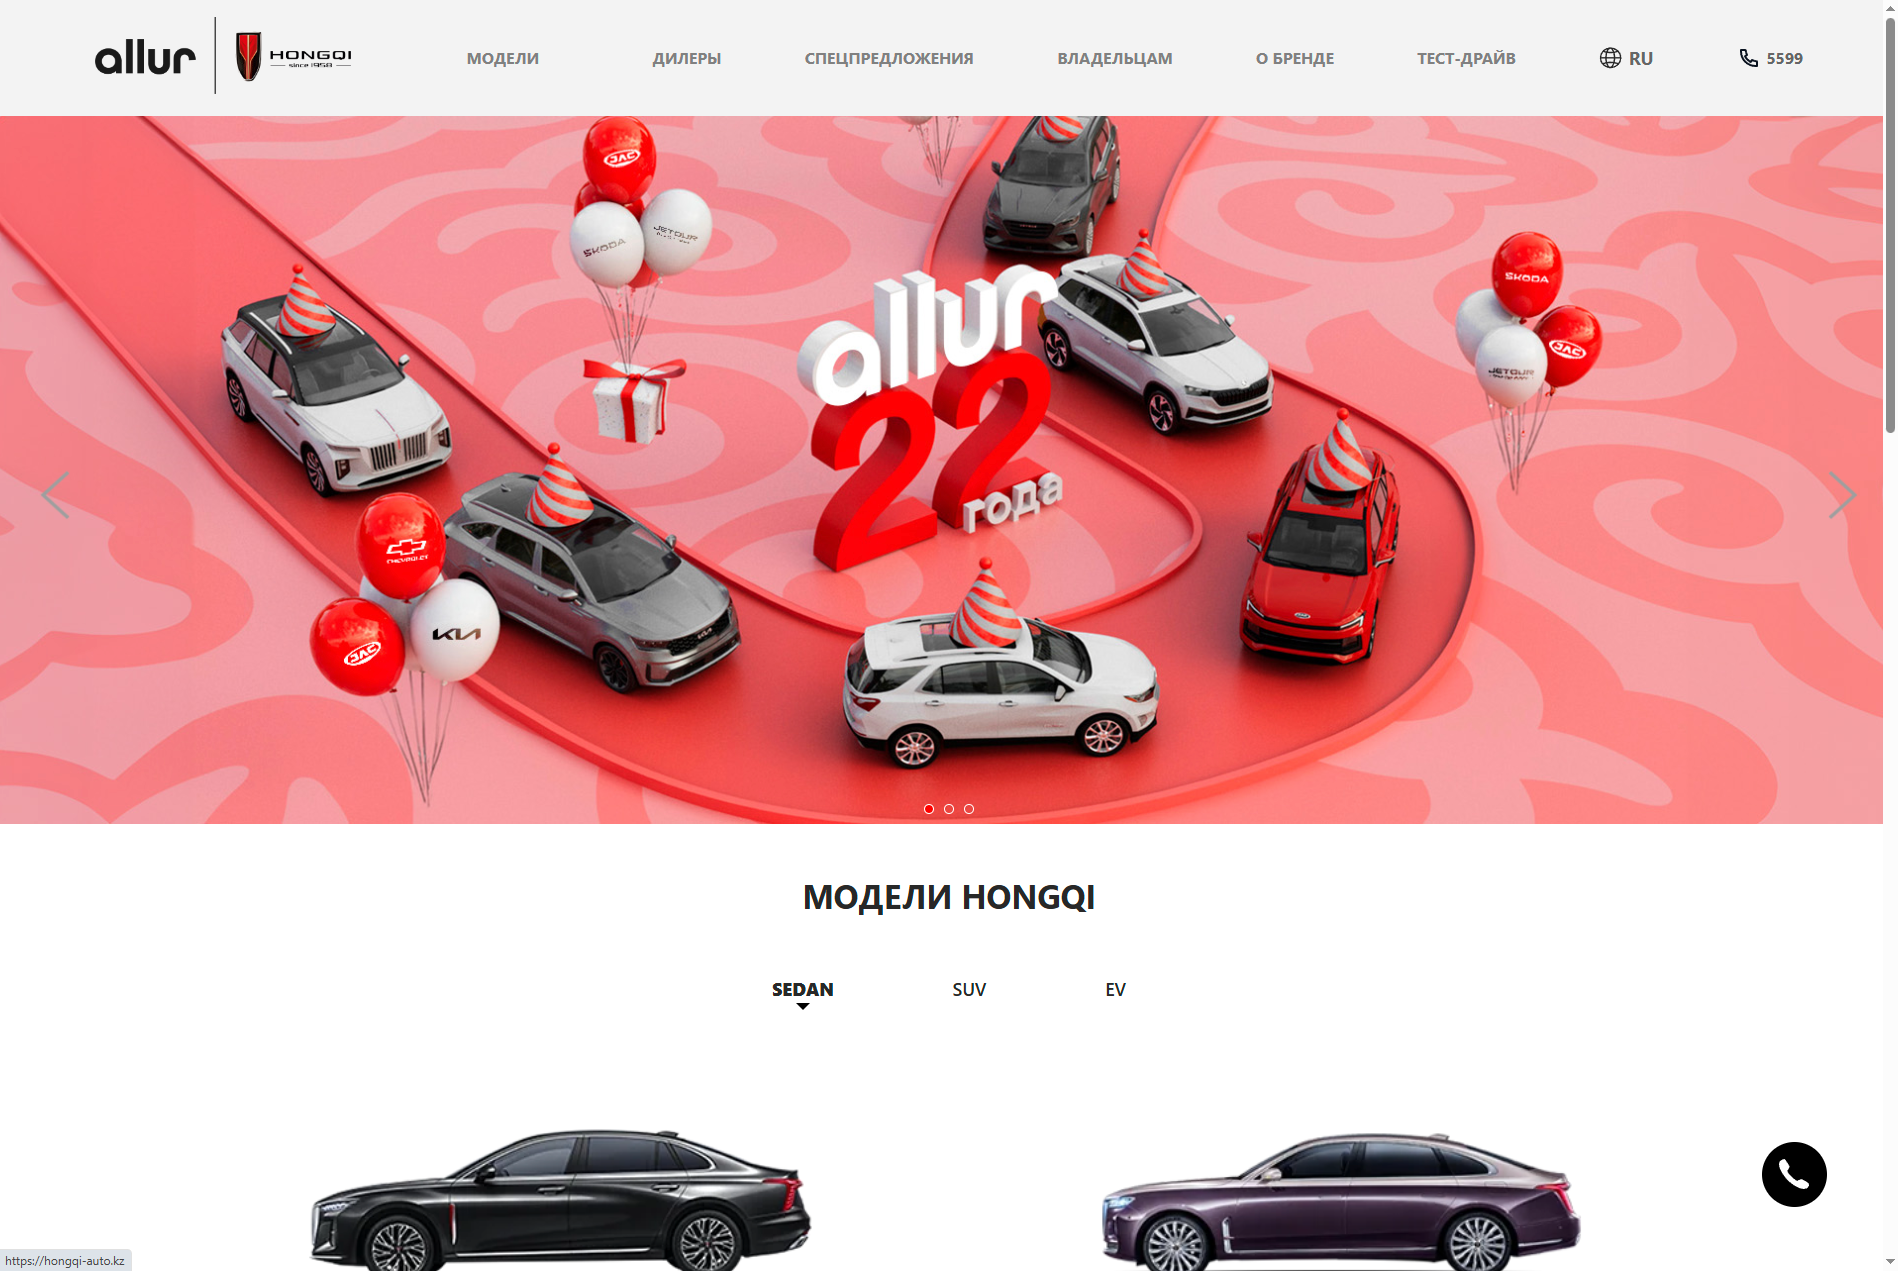 allur
HONGQI
since 1958
МОДЕЛИ
ДИЛЕРЫ
СПЕЦПРЕДЛОЖЕНИЯ
ВЛАДЕЛЬЦАМ
О БРЕНДЕ
ТЕСТ-ДРАЙВ
RU
5599
JAC
SKODA
JETOUR
SKODA
JAC
JETOUR
allur
22
года
CHEVROLET
KIA
JAC
МОДЕЛИ HONGQI
SEDAN
SUV
EV
https://hongqi-auto.kz